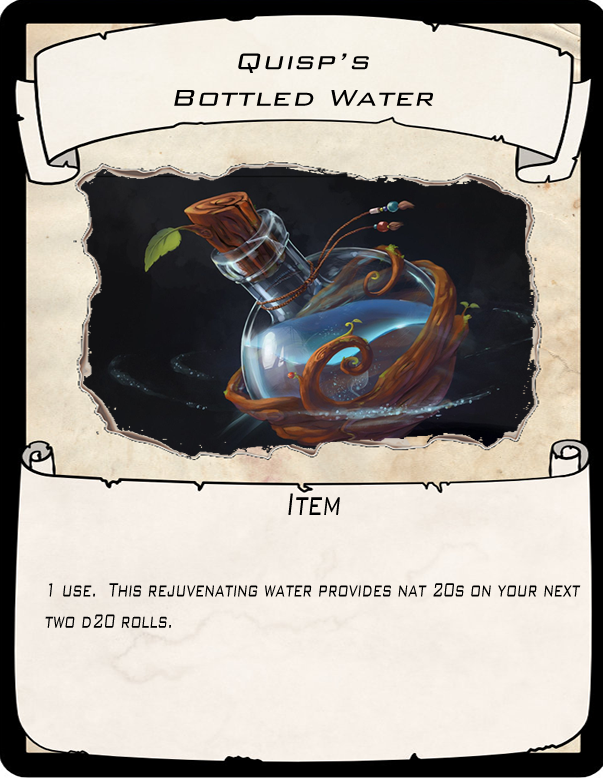 Quisp's
Bottled Water
Item
1 use. This rejuvenating water provides nat 20s on your next
two d20 rolls.